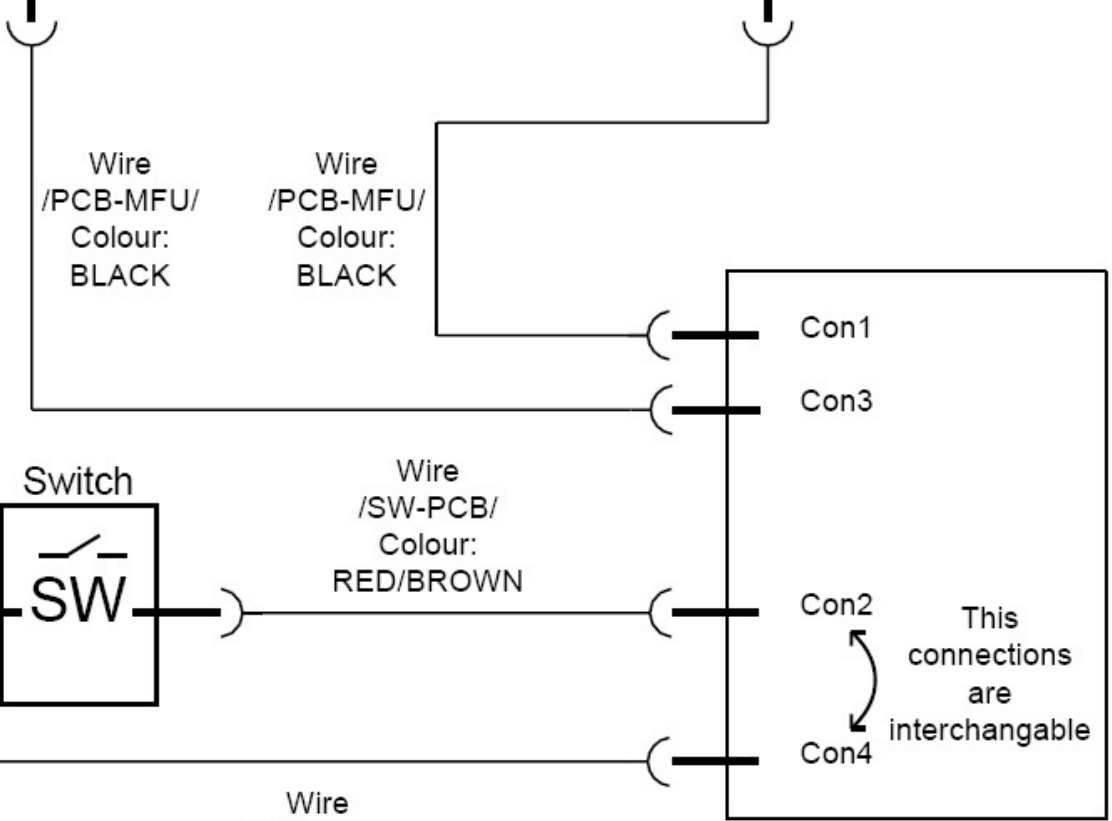 Wire
/PCB-MFU/
Colour:
BLACK
Wire
/PCB-MFU/
Colour:
BLACK
Con1
Con3
Switch
SW
Wire
/SW-PCB/
Colour:
RED/BROWN
Con2
This
connections
are
interchangable
Con4
Wire